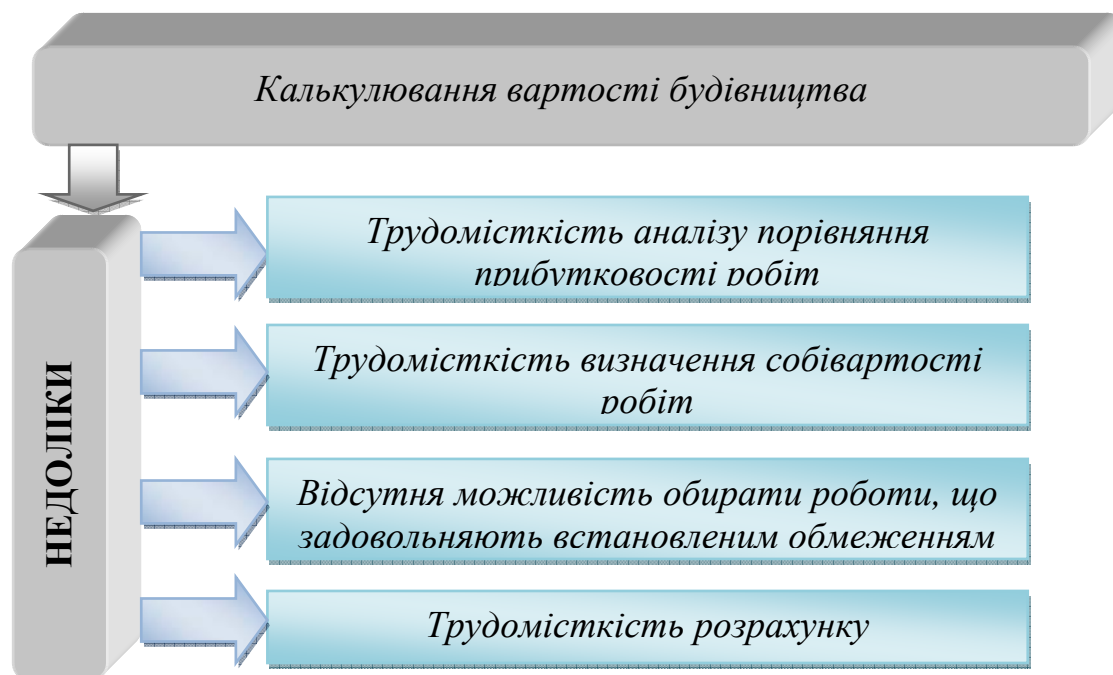 Калькулювання вартості будівництва
НЕДОЛІКИ
Трудомісткість аналізу порівняння
прибутковості робіт
Трудомісткість визначення собівартості
робіт
Відсутня можливість обирати роботи, що
задовольняють встановленим обмеженням
Трудомісткість розрахунку